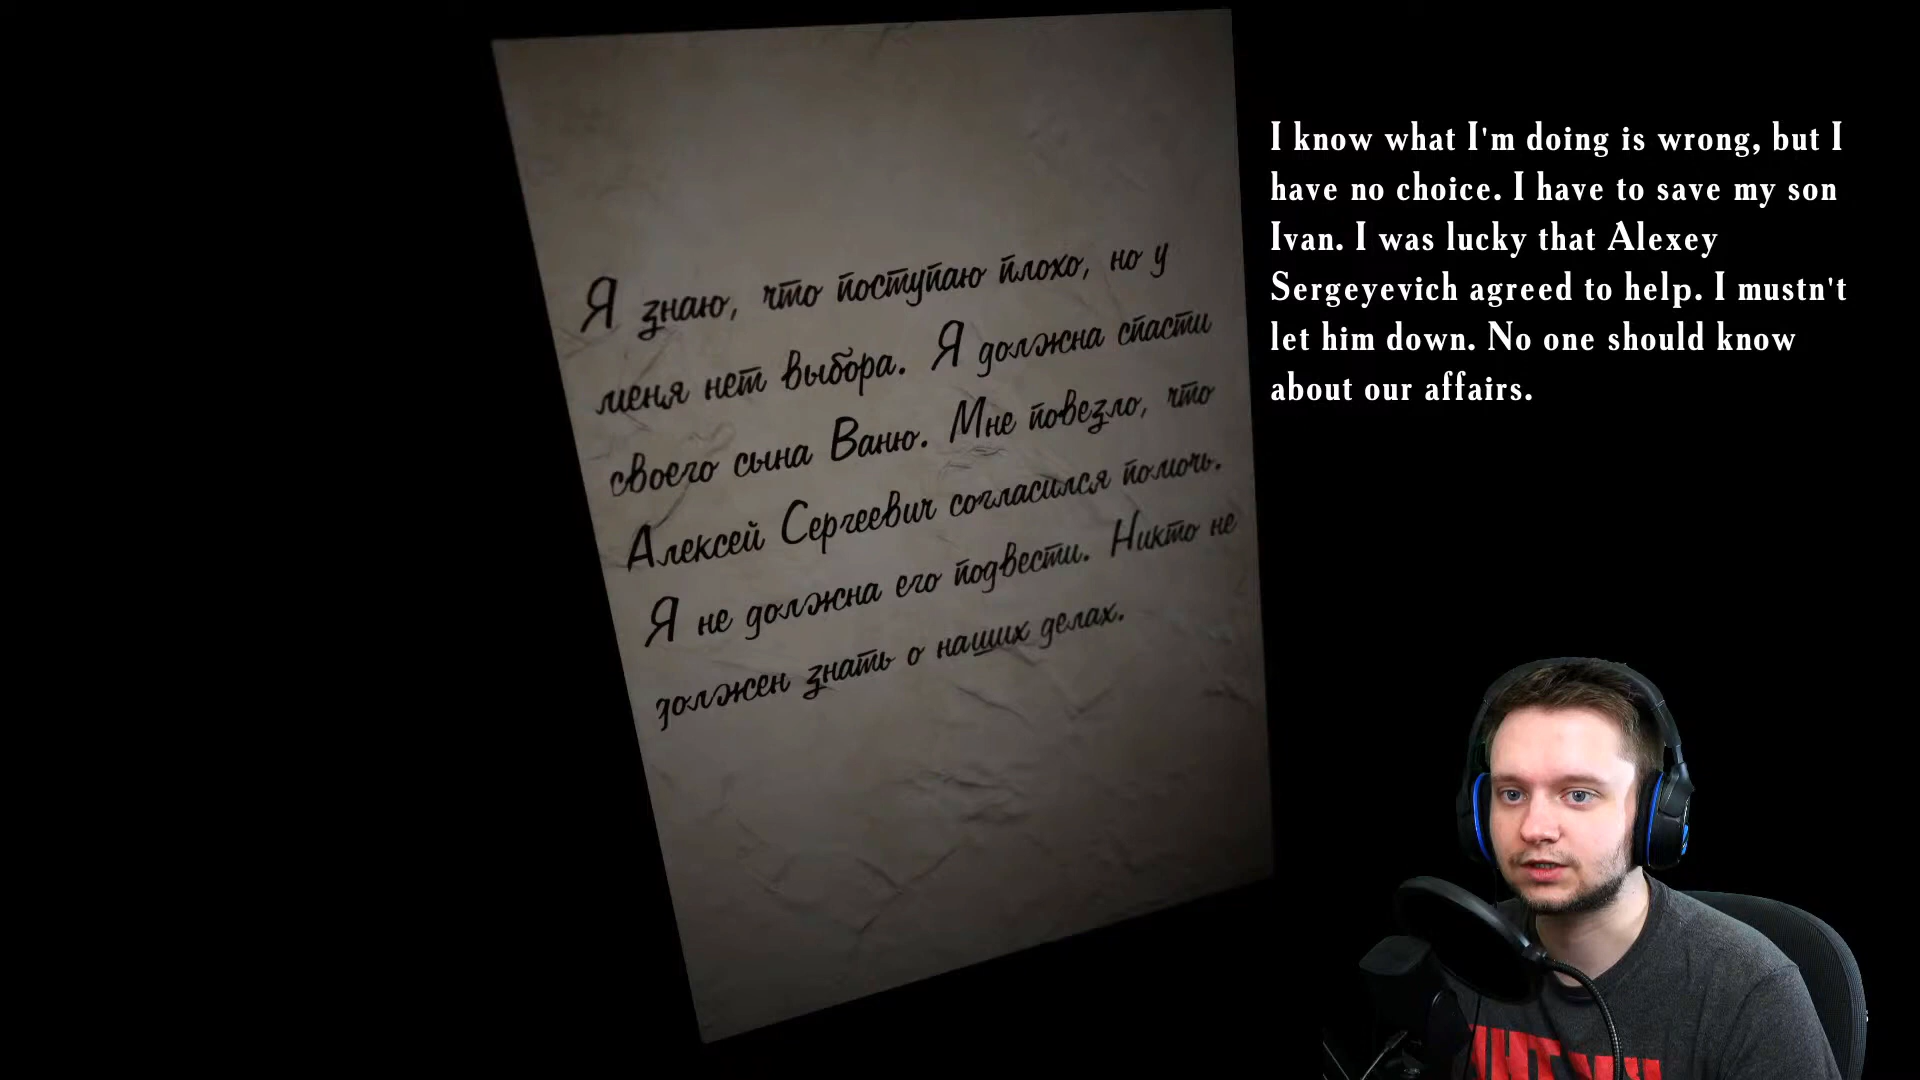 Я знаю, что поступаю плохо, но у
меня нет выбора. Я должна спасти
своего сына Ваню. Мне повезло, что
Алексей Сергеевич согласился помочь.
Я не должна его подвести. Никто не
должен знать о наших делах.
I know what I'm doing is wrong, but I
have no choice. I have to save my son
Ivan. I was lucky that Alexey
Sergeyevich agreed to help. I mustn't
let him down. No one should know
about our affairs.